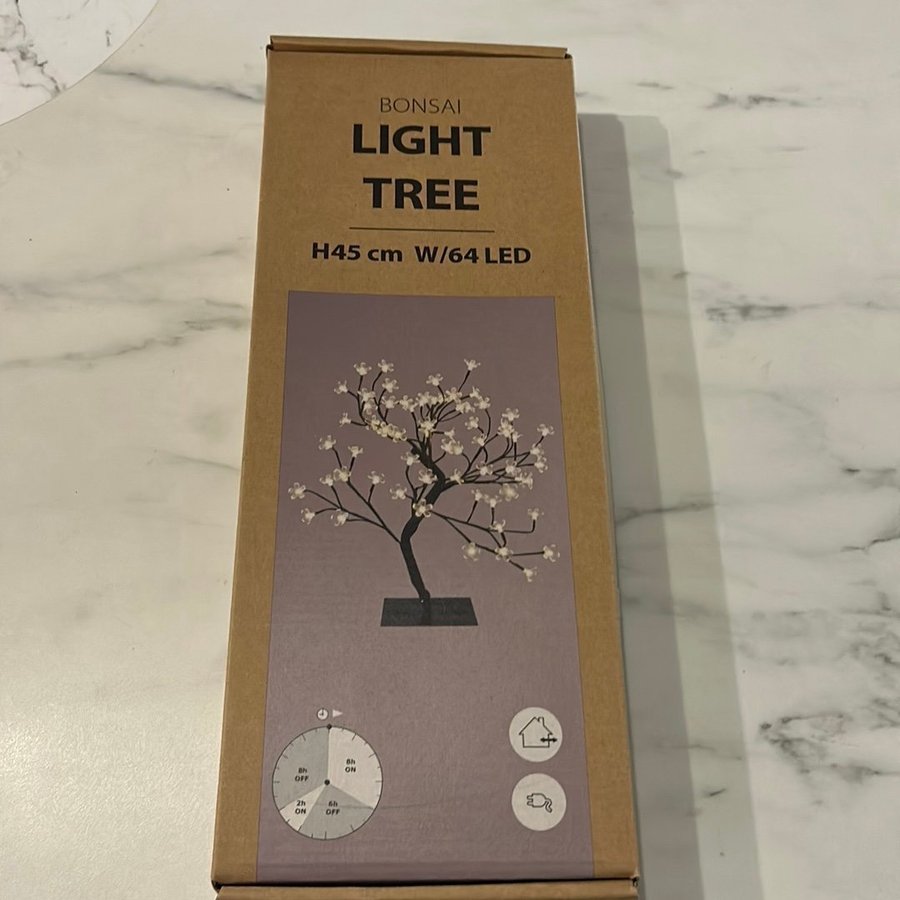 BONSAI
LIGHT
TREE
H45 cm W/64 LED
8h
OFF
8h
ON
2h
ON
6h
OFF